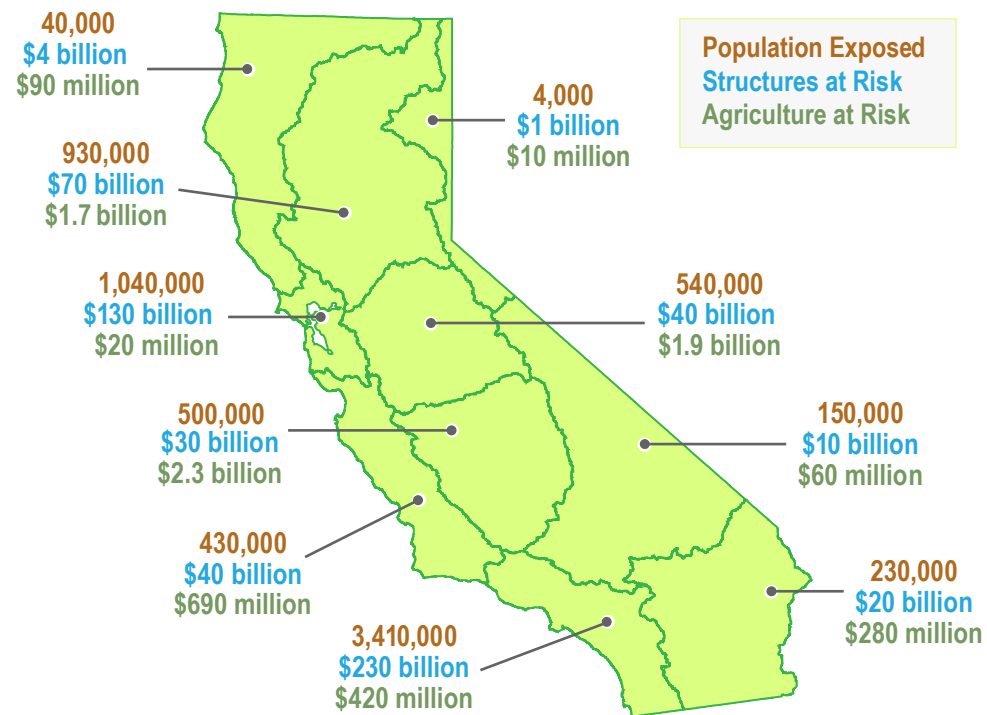 40,000
$4 billion
$90 million
Population Exposed
Structures at Risk
Agriculture at Risk
4,000
$1 billion
$10 million
930,000
$70 billion
$1.7 billion
1,040,000
$130 billion
$20 million
540,000
$40 billion
$1.9 billion
500,000
$30 billion
$2.3 billion
150,000
$10 billion
$60 million
430,000
$40 billion
$690 million
230,000
$20 billion
$280 million
3,410,000
$230 billion
$420 million